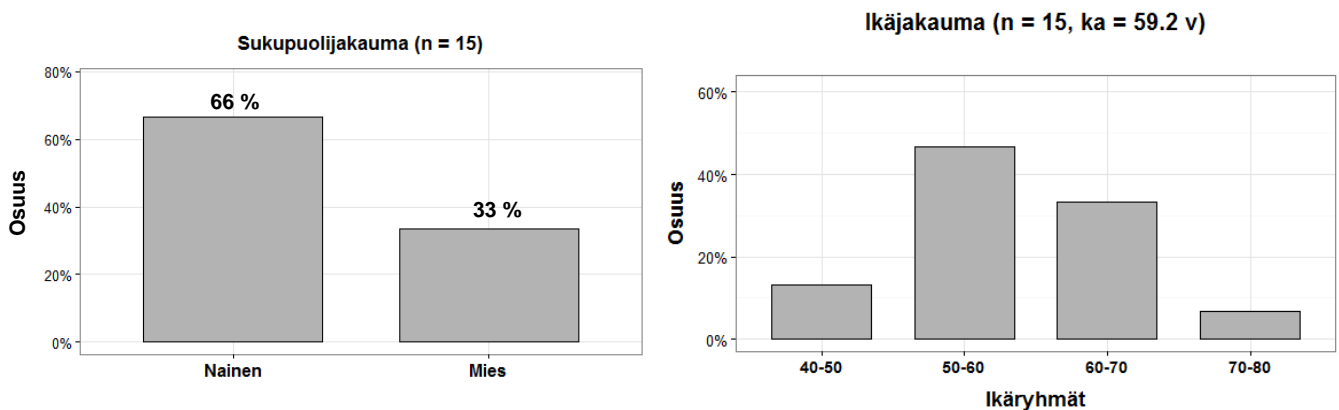 Sukupuolijakauma (n = 15)
80%
60%
40%
20%
0%
Osuus
66 %
33 %
Nainen
Mies
Ikäjakauma (n = 15, ka = 59.2 v)
60%
40%
20%
0%
Osuus
40-50
50-60
60-70
70-80
Ikäryhmät